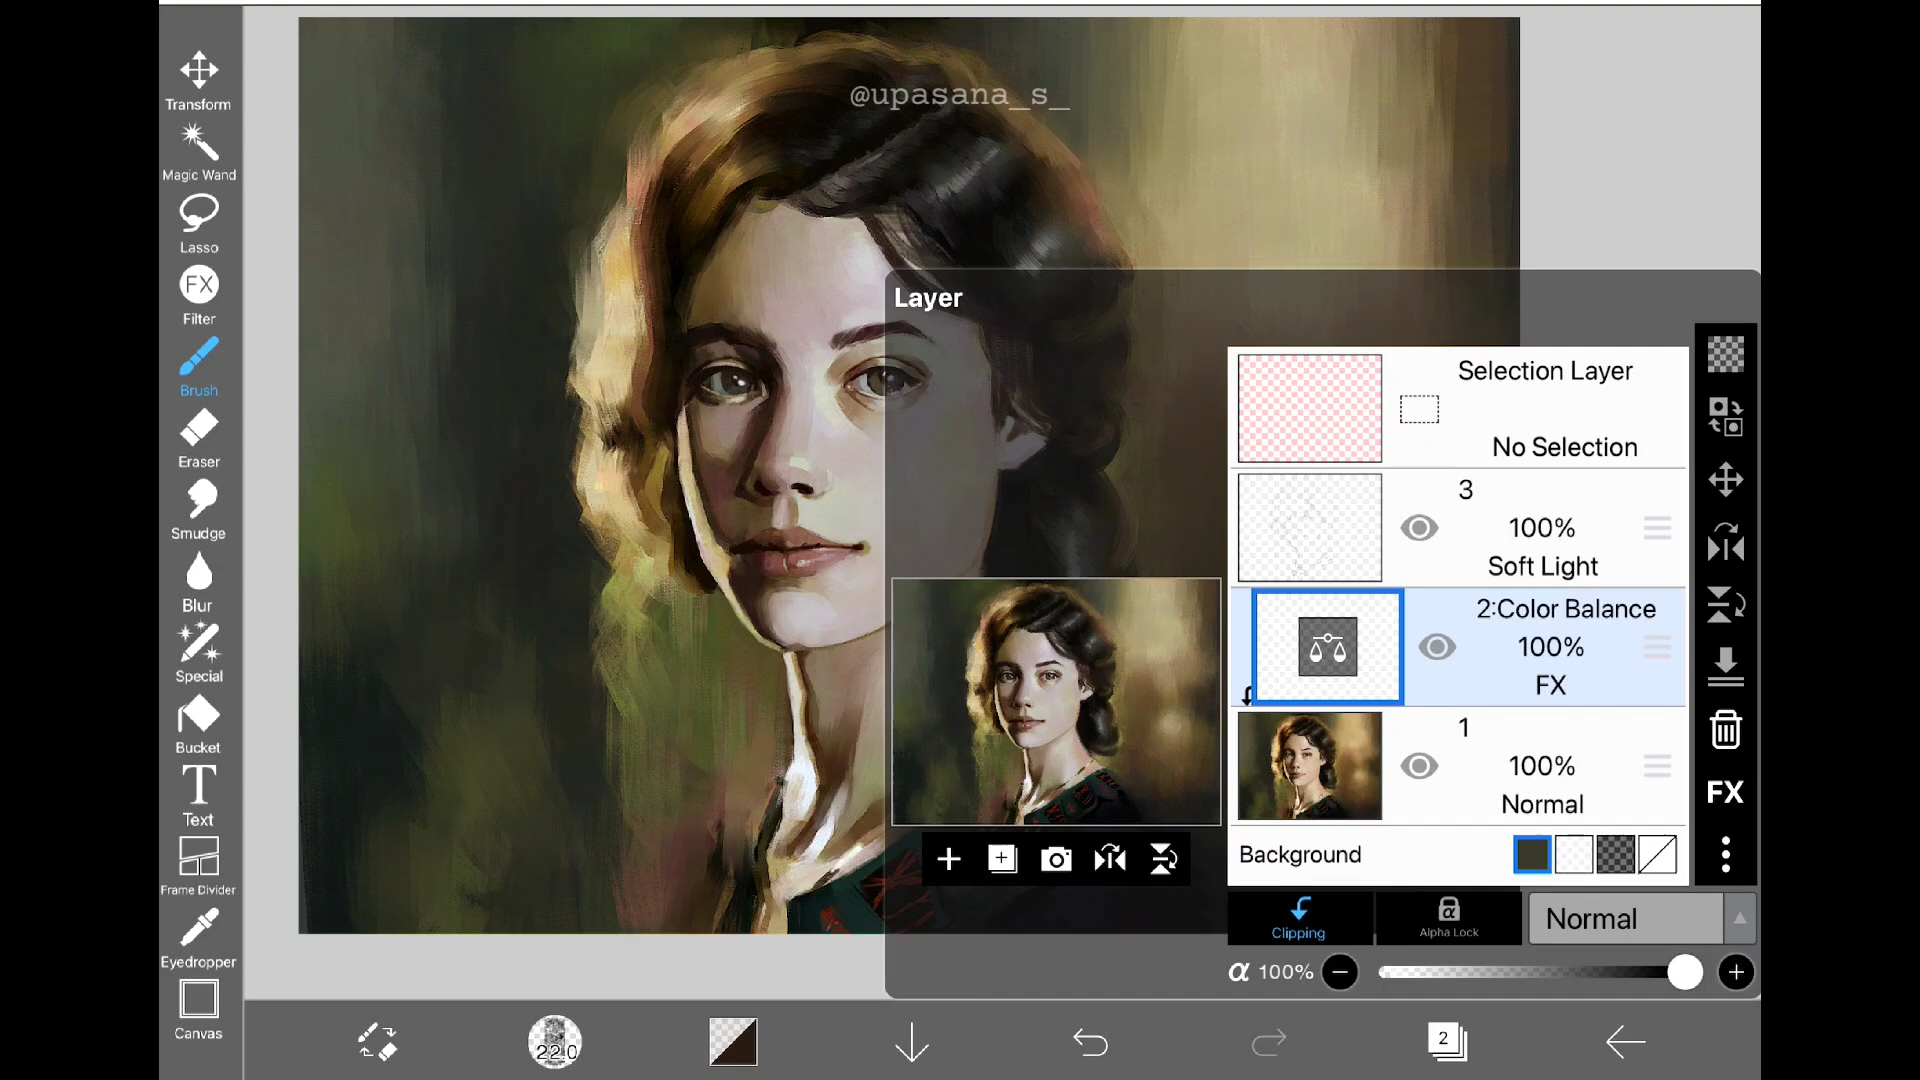 @upasana_s_
Transform
Magic Wand
Lasso
FX
Filter
Brush
Eraser
Smudge
Blur
Special
Bucket
T
Text
Frame Divider
Eyedropper
Canvas
Layer
Selection Layer
No Selection
3
100%
Soft Light
2:Color Balance
100%
FX
1
100%
Normal
Background
FX
Clipping
α
Alpha Lock
Normal
α 100%
22.0
2